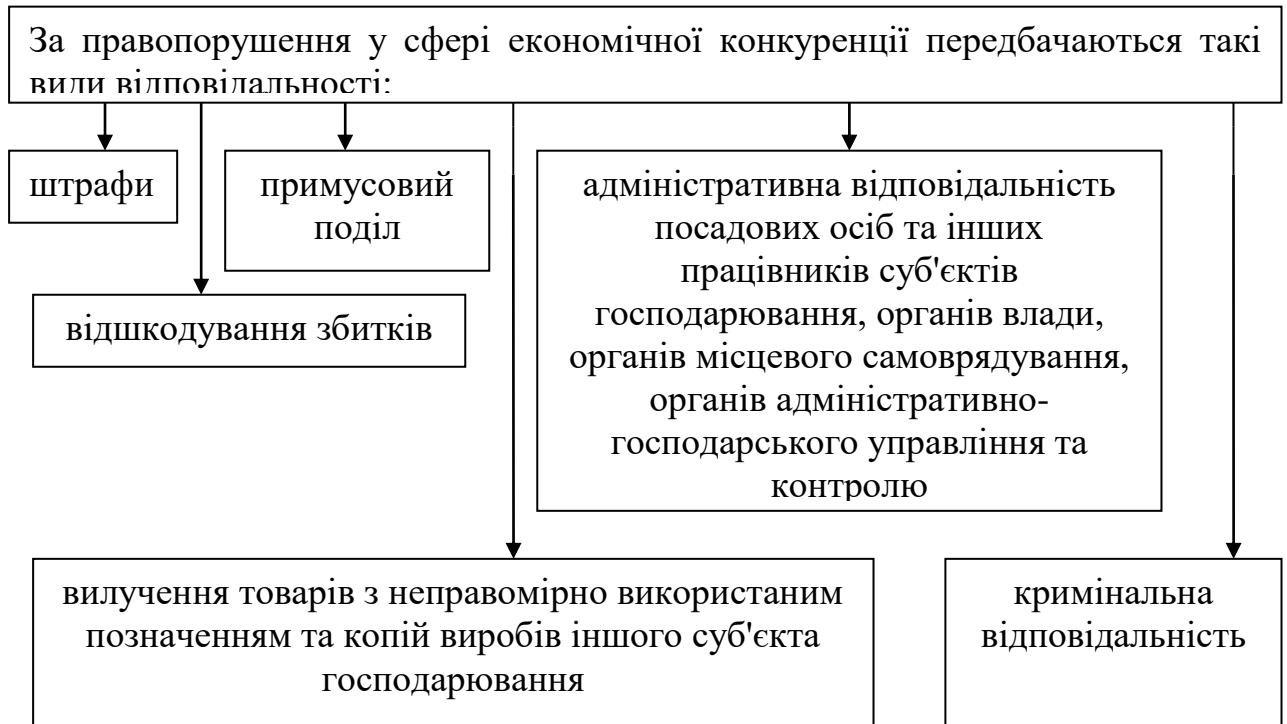 За правопорушення у сфері економічної конкуренції передбачаються такі
види відповідальності:
штрафи
примусовий
поділ
адміністративна відповідальність
посадових осіб та інших
працівників суб'єктів
господарювання, органів влади,
органів місцевого самоврядування,
органів адміністративно-
господарського управління та
контролю
відшкодування збитків
вилучення товарів з неправомірно використаним
позначенням та копій виробів іншого суб'єкта
господарювання
кримінальна
відповідальність